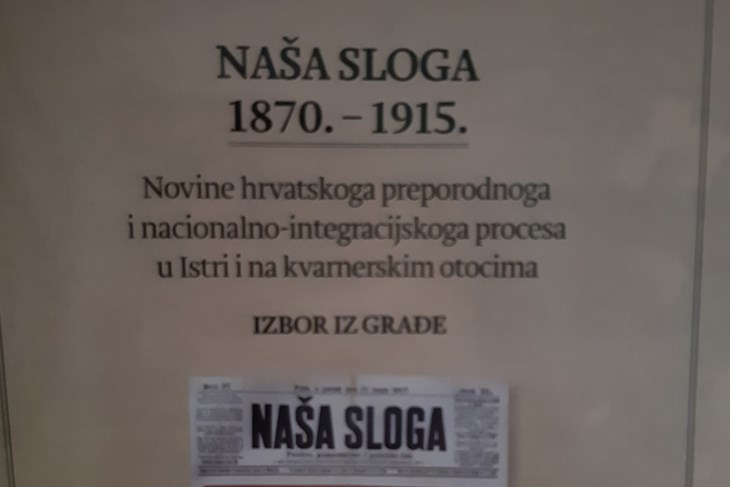 NAŠA SLOGA
1870. – 1915.
Novine hrvatskoga preporodnoga
i nacionalno-integracijskoga procesa
u Istri i na kvarnerskim otocima
IZBOR IZ GRAĐE
NAŠA SLOGA